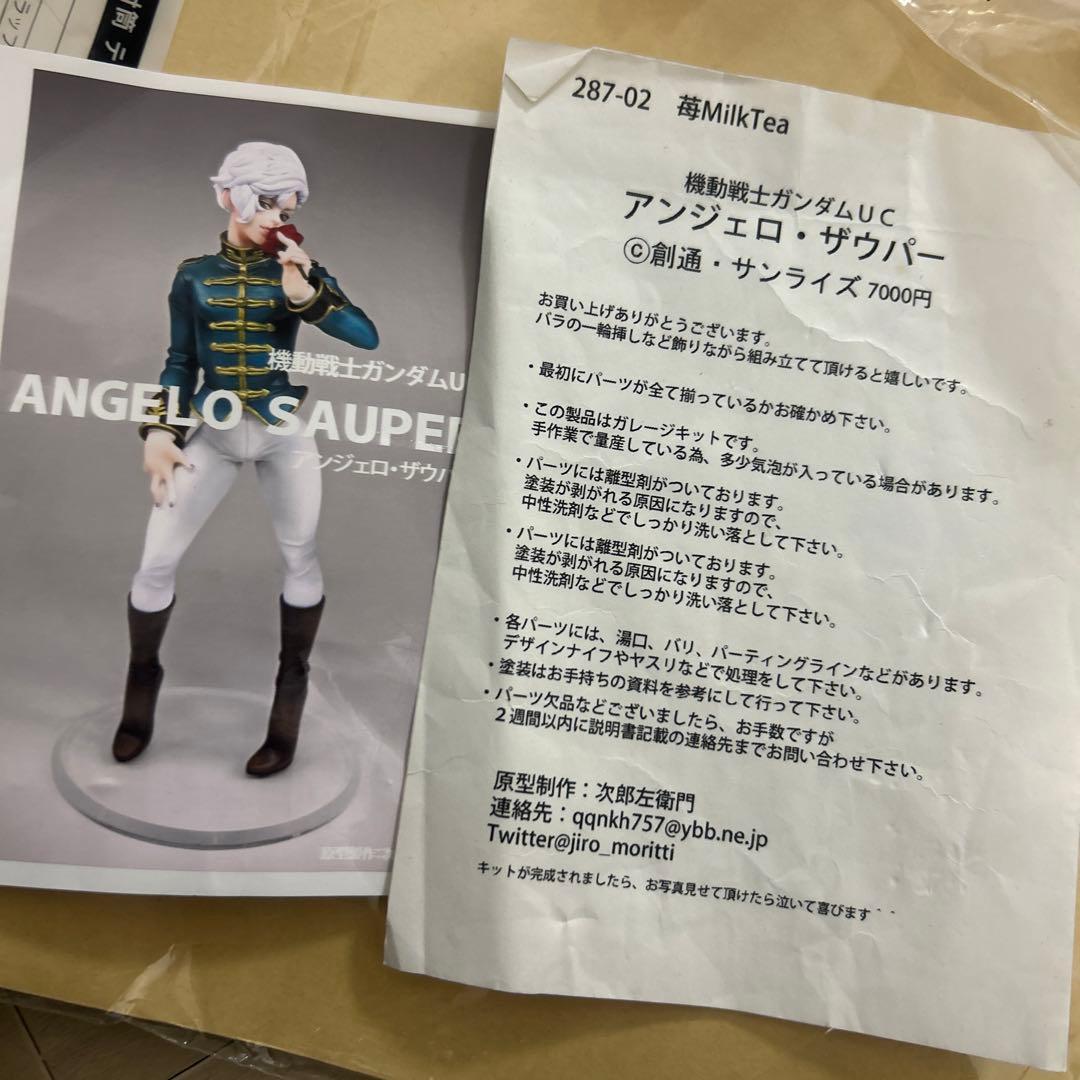 封筒 テ
ラップ
機動戦士ガンダムU
ANGELO SAUPE
アンジェロ・ザウパ
287-02 苺MilkTea
機動戦士ガンダムUC
アンジェロ・ザウパー
©創通・サンライズ 7000円
お買い上げありがとうございます。
バラの一輪挿しなど飾りながら組み立てて頂けると嬉しいです。
・最初にパーツが全て揃っているかお確かめ下さい。
・この製品はガレージキットです。
手作業で量産している為、多少気泡が入っている場合があります。
・パーツには離型剤がついております。
塗装が剥がれる原因になりますので、
中性洗剤などでしっかり洗い落として下さい。
・パーツには離型剤がついております。
塗装が剥がれる原因になりますので、
中性洗剤などでしっかり洗い落として下さい。
・各パーツには、湯口、バリ、パーティングラインなどがあります。
デザインナイフやヤスリなどで処理をして下さい。
・塗装はお手持ちの資料を参考にして行って下さい。
・パーツ欠品などございましたら、お手数ですが
２週間以内に説明書記載の連絡先までお問い合わせ下さい。
原型制作：次郎左衛門
連絡先：qqnkh757@ybb.ne.jp
Twitter@jiro_moritti
キットが完成されましたら、お写真見せて頂けたら泣いて喜びます＾＾